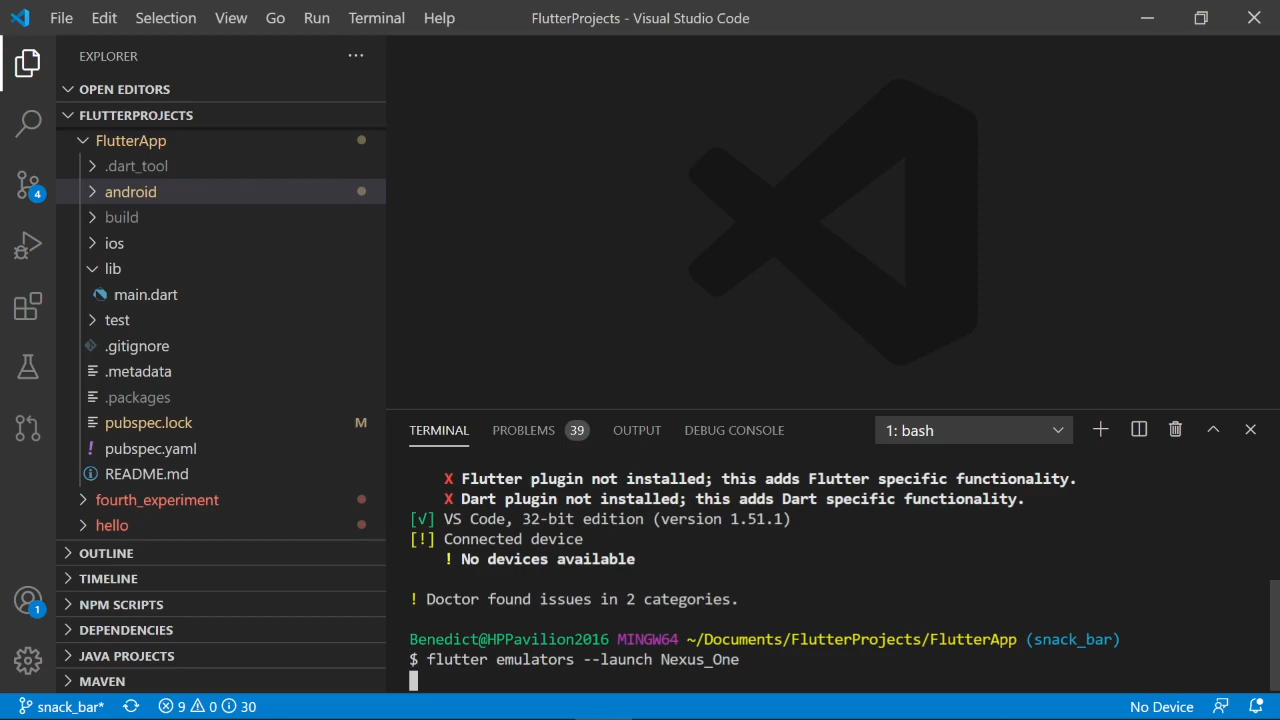 File Edit Selection View Go Run Terminal Help FlutterProjects - Visual Studio Code
EXPLORER
OPEN EDITORS
FLUTTERPROJECTS
FlutterApp
.dart_tool
android
build
ios
lib
main.dart
test
.gitignore
.metadata
.packages
pubspec.lock M
pubspec.yaml
README.md
fourth_experiment
hello
OUTLINE
TIMELINE
NPM SCRIPTS
DEPENDENCIES
JAVA PROJECTS
MAVEN
4
1
TERMINAL PROBLEMS 39 OUTPUT DEBUG CONSOLE 1: bash
X Flutter plugin not installed; this adds Flutter specific functionality.
X Dart plugin not installed; this adds Dart specific functionality.
[√] VS Code, 32-bit edition (version 1.51.1)
[!] Connected device
! No devices available
! Doctor found issues in 2 categories.
Benedict@HPPavilion2016 MINGW64 ~/Documents/FlutterProjects/FlutterApp (snack_bar)
$ flutter emulators --launch Nexus_One
snack_bar* 9 0 30 No Device